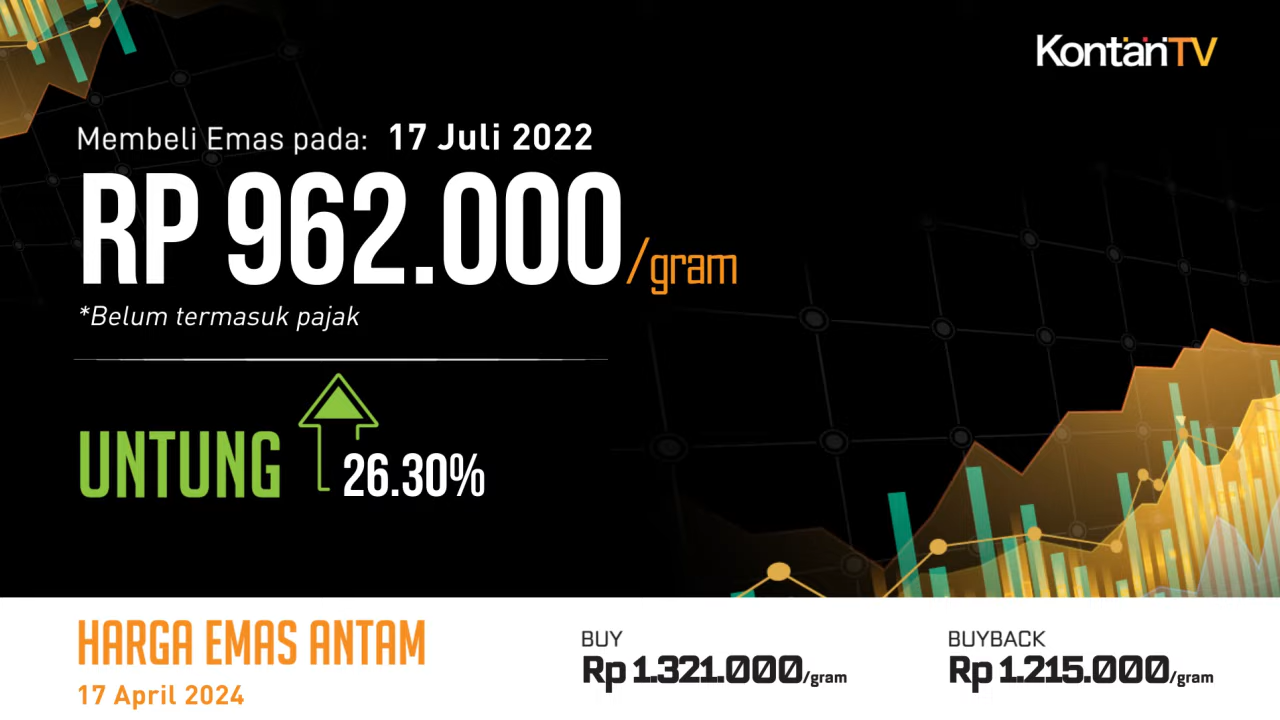 KontanTV
Membeli Emas pada: 17 Juli 2022
RP 962.000/gram
*Belum termasuk pajak
UNTUNG 26.30%
HARGA EMAS ANTAM
17 April 2024
BUY
Rp 1.321.000/gram
BUYBACK
Rp 1.215.000/gram